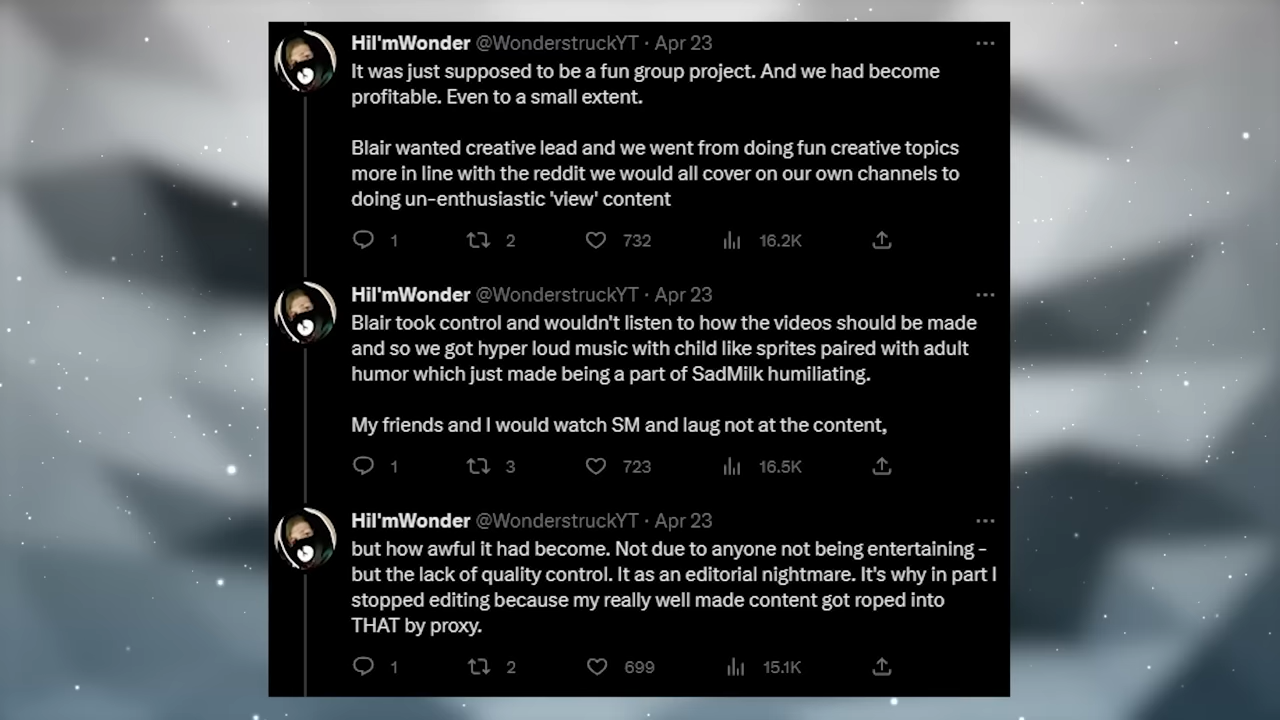 HiI'mWonder @WonderstruckYT · Apr 23
It was just supposed to be a fun group project. And we had become
profitable. Even to a small extent.
Blair wanted creative lead and we went from doing fun creative topics
more in line with the reddit we would all cover on our own channels to
doing un-enthusiastic 'view' content
1 2 732 16.2K
HiI'mWonder @WonderstruckYT · Apr 23
Blair took control and wouldn't listen to how the videos should be made
and so we got hyper loud music with child like sprites paired with adult
humor which just made being a part of SadMilk humiliating.
My friends and I would watch SM and laug not at the content,
1 3 723 16.5K
HiI'mWonder @WonderstruckYT · Apr 23
but how awful it had become. Not due to anyone not being entertaining -
but the lack of quality control. It as an editorial nightmare. It's why in part I
stopped editing because my really well made content got roped into
THAT by proxy.
1 2 699 15.1K